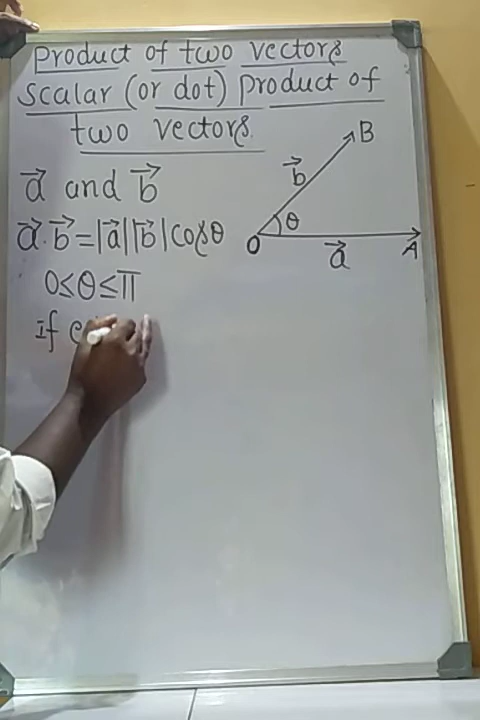 Product of two vectors
Scalar (or dot) product of
two vectors.
a⃗ and b⃗
a⃗.b⃗=|a⃗||b⃗|cosθ
0≤θ≤π
If
B
b⃗
θ
O
a⃗
A